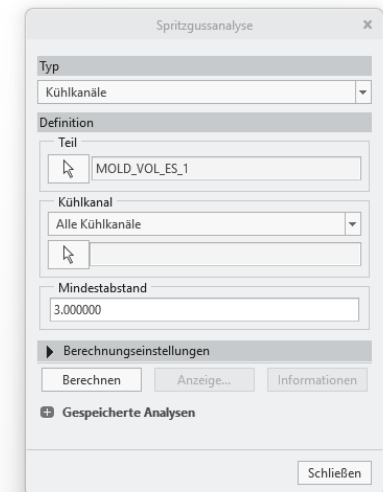 Spritzgussanalyse
Typ
Kühlkanäle
Definition
Teil
MOLD_VOL_ES_1
Kühlkanal
Alle Kühlkanäle
Mindestabstand
3.000000
Berechnungseinstellungen
Berechnen Anzeige... Informationen
Gespeicherte Analysen
Schließen